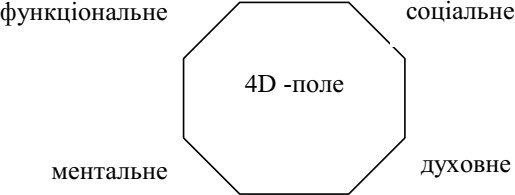 функціональне
соціальне
4D -поле
ментальне
духовне